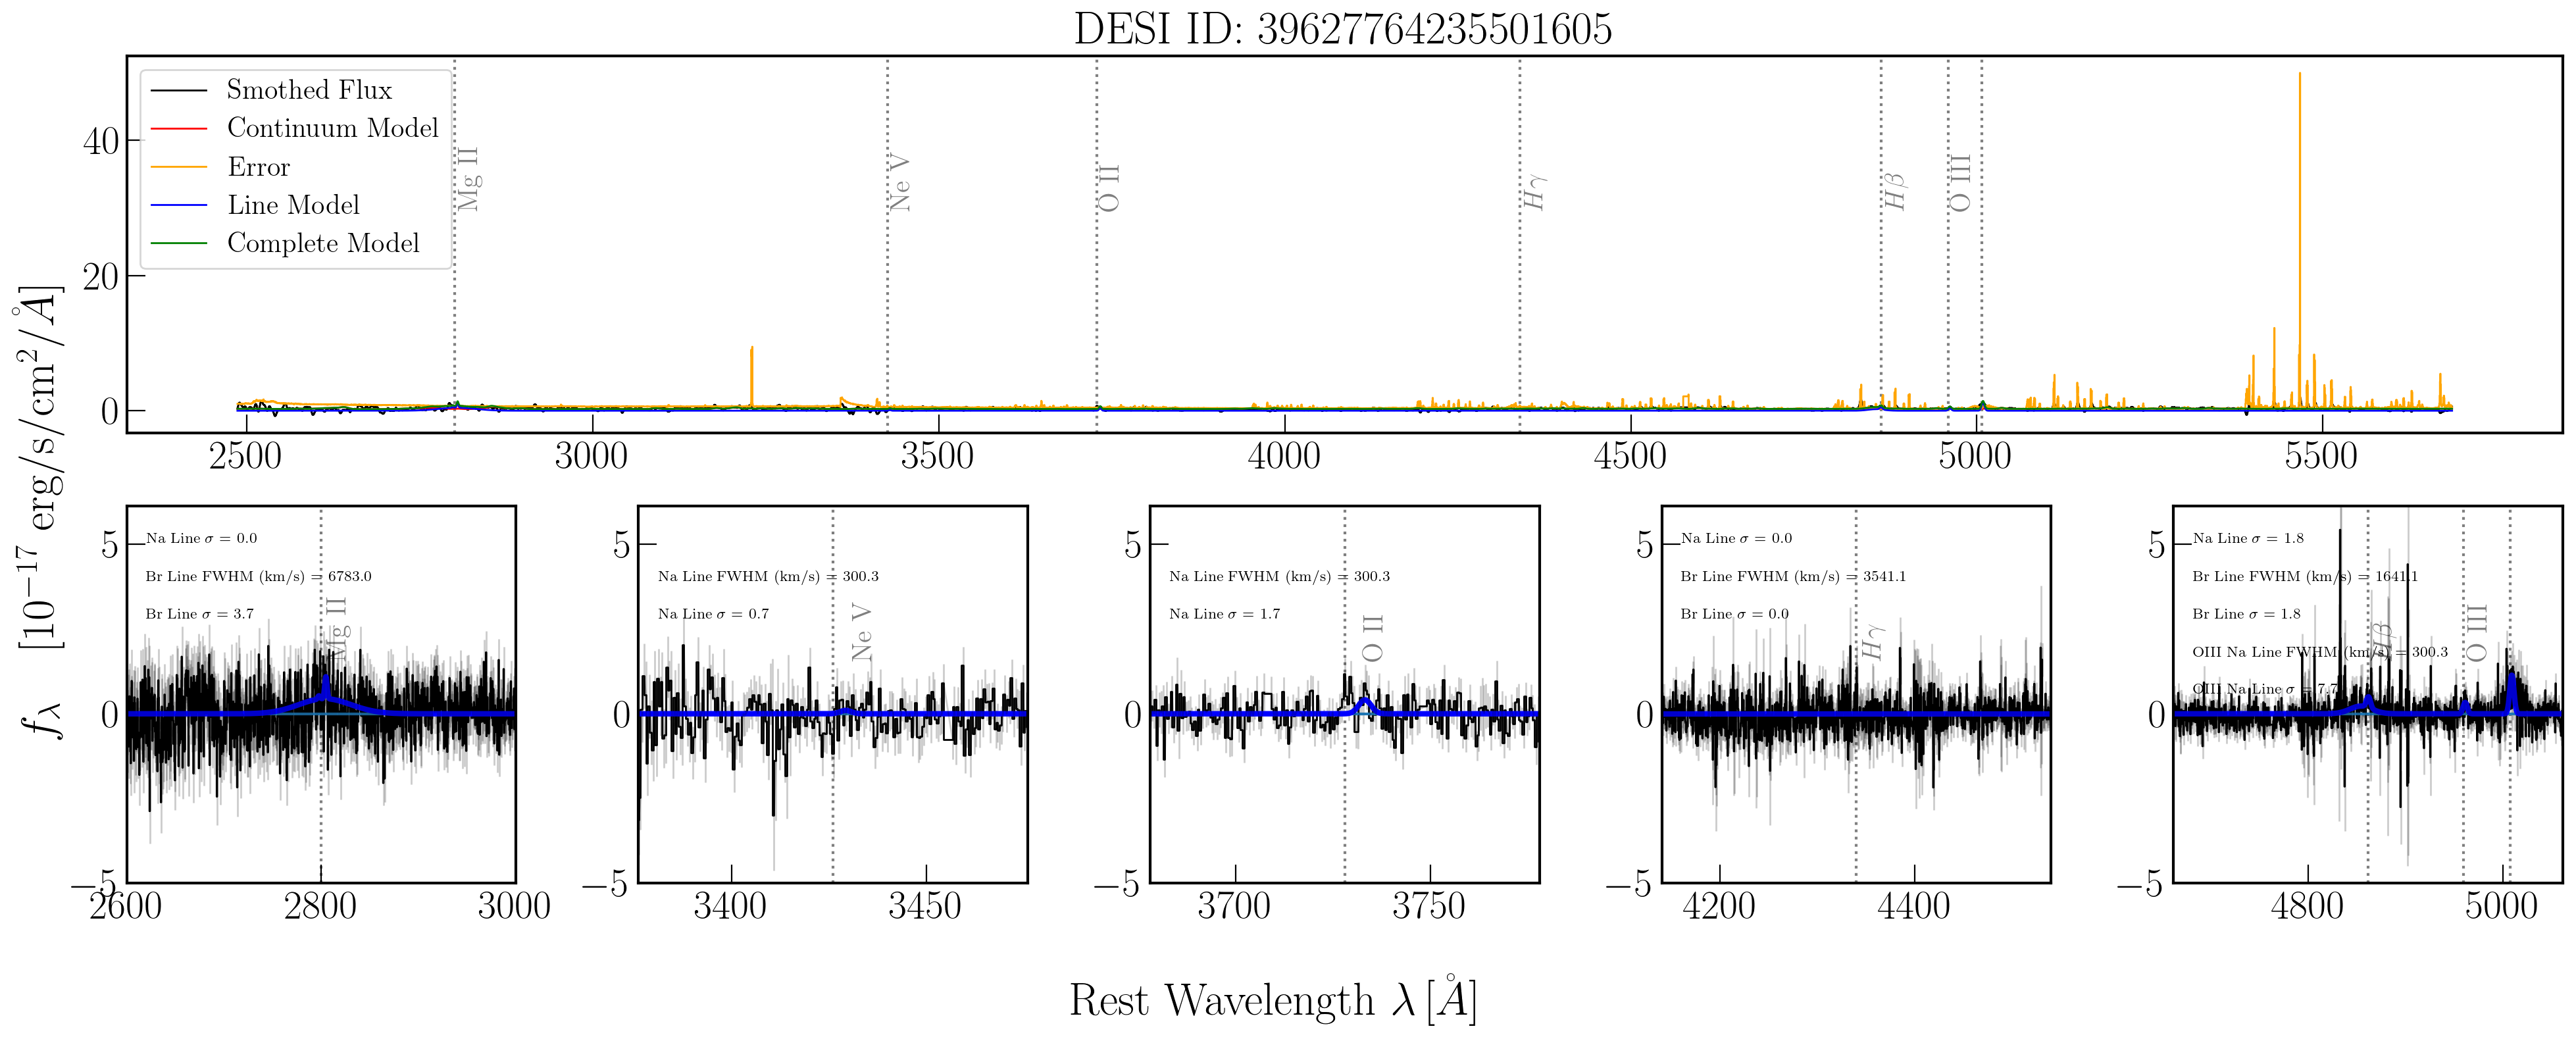 DESI ID: 39627764235501605
Smothed Flux
Continuum Model
Error
Line Model
Complete Model
Mg II
Ne V
O II
Hγ
Hβ
O III
40
20
0
2500 3000 3500 4000 4500 5000 5500
f_λ [10^{-17} erg/s/cm^2/Å]
Na Line σ = 0.0
Br Line FWHM (km/s) = 6783.0
Br Line σ = 3.7
Mg II
5
0
−5
2600 2800 3000
Na Line FWHM (km/s) = 300.3
Na Line σ = 0.7
Ne V
5
0
−5
3400 3450
Na Line FWHM (km/s) = 300.3
Na Line σ = 1.7
O II
5
0
−5
3700 3750
Na Line σ = 0.0
Br Line FWHM (km/s) = 3541.1
Br Line σ = 0.0
Hγ
5
0
−5
4200 4400
Na Line σ = 1.8
Br Line FWHM (km/s) = 1641.1
Br Line σ = 1.8
OIII Na Line FWHM (km/s) = 300.3
OIII Na Line σ = 7.7
Hβ
O III
5
0
−5
4800 5000
Rest Wavelength λ [Å]